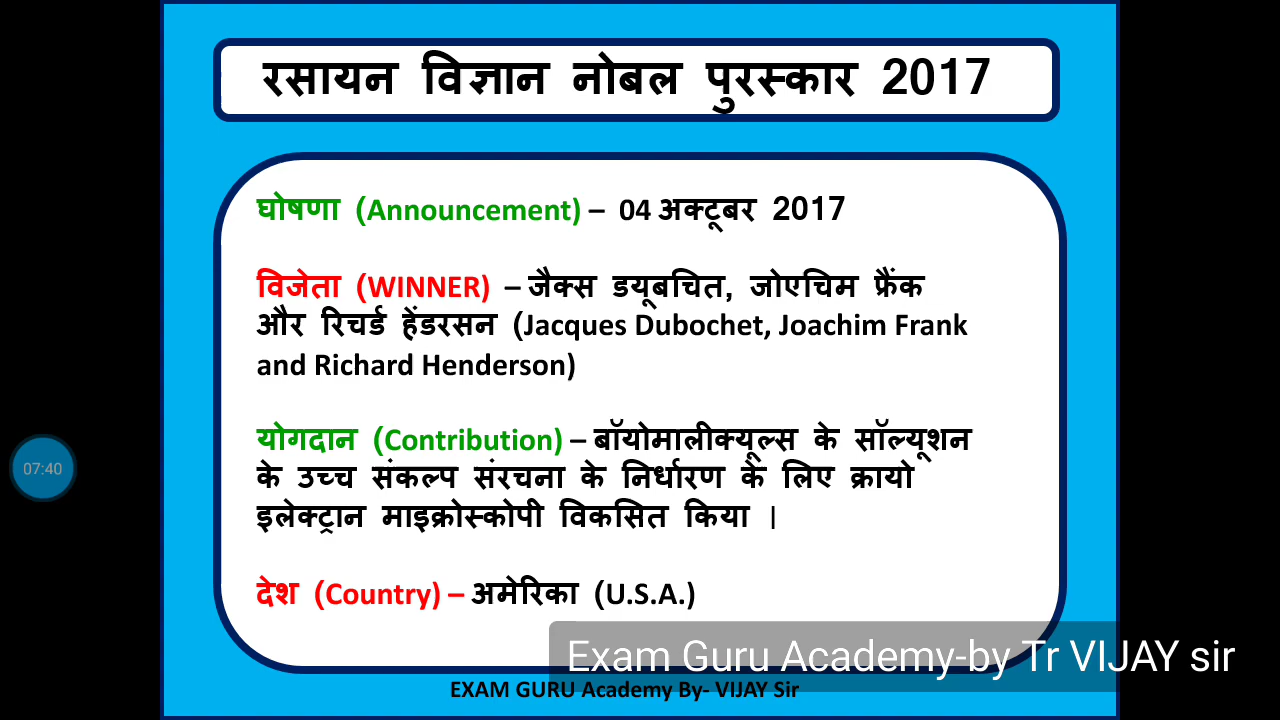 रसायन विज्ञान नोबल पुरस्कार 2017
घोषणा (Announcement) – 04 अक्टूबर 2017
विजेता (WINNER) – जैक्स डयूबचित, जोएचिम फ्रैंक
और रिचर्ड हेंडरसन (Jacques Dubochet, Joachim Frank
and Richard Henderson)
योगदान (Contribution) – बॉयोमालीक्यूल्स के सॉल्यूशन
के उच्च संकल्प संरचना के निर्धारण के लिए क्रायो
इलेक्ट्रान माइक्रोस्कोपी विकसित किया |
07:40
देश (Country) – अमेरिका (U.S.A.)
Exam Guru Academy-by Tr VIJAY sir
EXAM GURU Academy By- VIJAY Sir